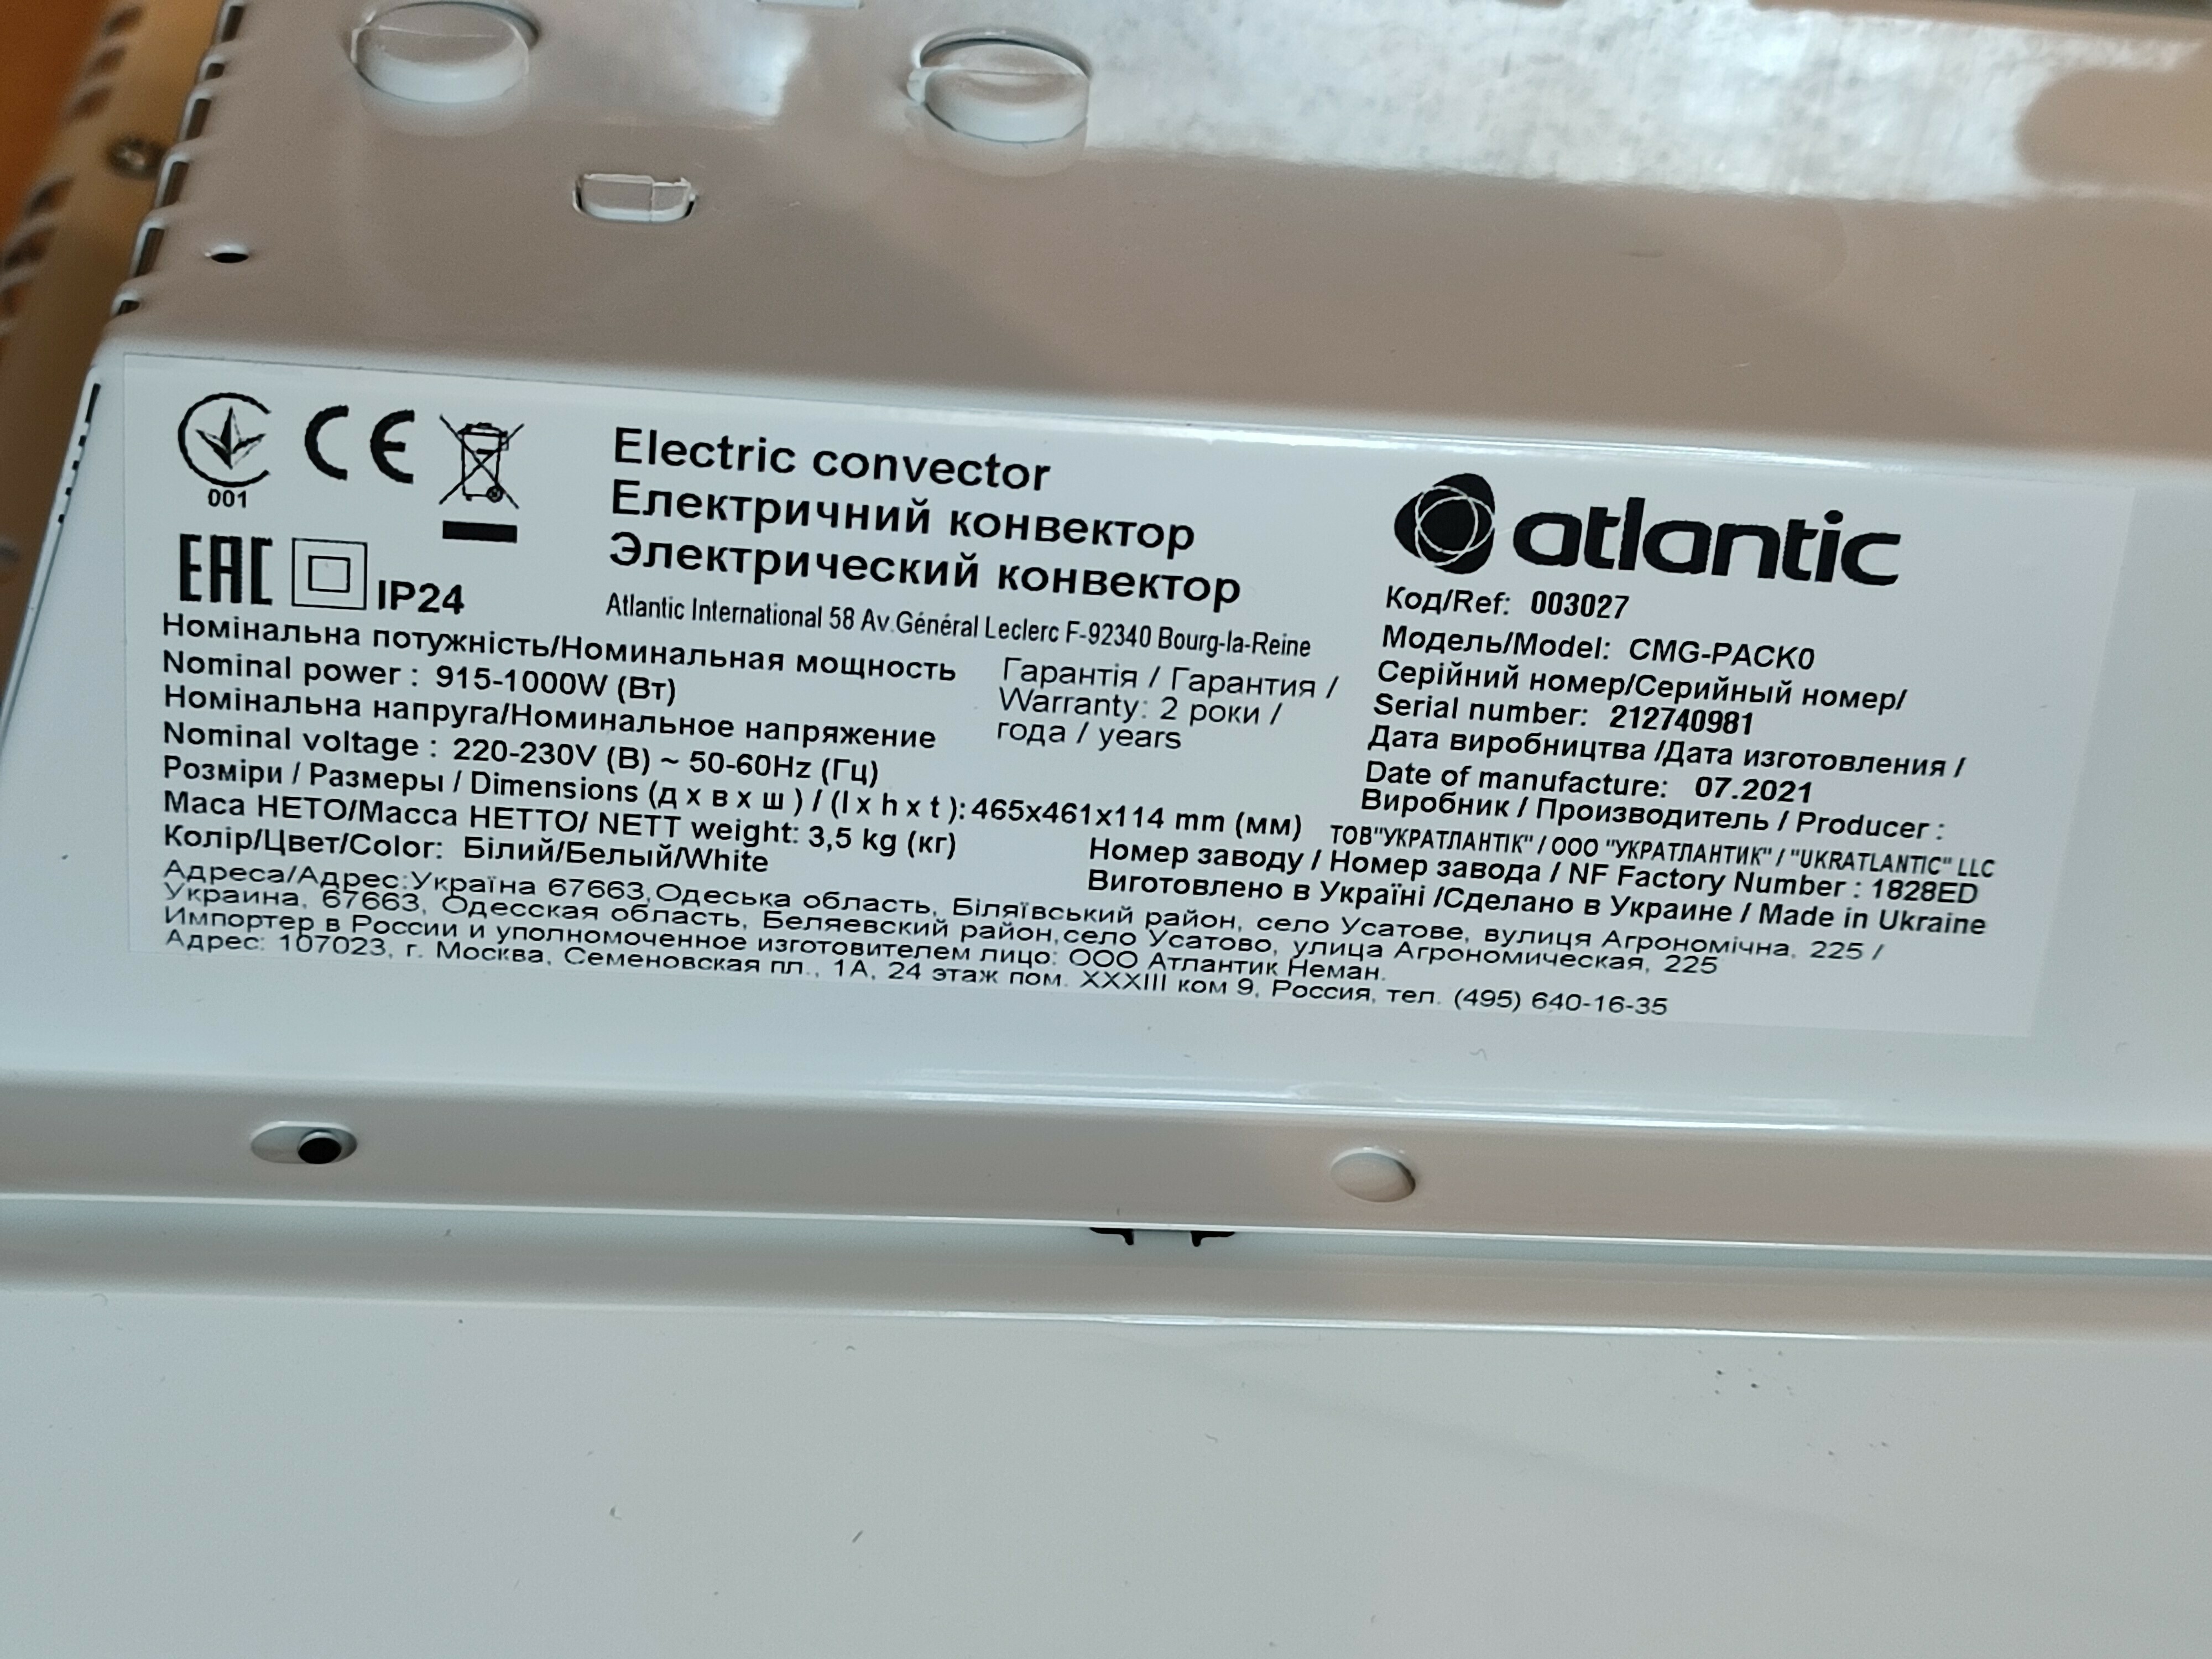 001
CE
EAC
IP24
Electric convector
Електричний конвектор
Электрический конвектор
Atlantic International 58 Av.Général Leclerc F-92340 Bourg-la-Reine
Номінальна потужність/Номинальная мощность
Nominal power : 915-1000W (Вт)
Номінальна напруга/Номинальное напряжение
Nominal voltage : 220-230V (В) ~ 50-60Hz (Гц)
Гарантія / Гарантия /
Warranty: 2 роки /
года / years
Розміри / Размеры / Dimensions (д х в х ш ) / (l x h x t ): 465x461x114 mm (мм)
Маса НЕТО/Масса НЕТТО/ NETT weight: 3,5 kg (кг)
Колір/Цвет/Color: Білий/Белый/White
atlantic
Код/Ref: 003027
Модель/Model: CMG-PACK0
Серійний номер/Серийный номер/
Serial number: 212740981
Дата виробництва /Дата изготовления /
Date of manufacture: 07.2021
Виробник / Производитель / Producer :
ТОВ"УКРАТЛАНТІК" / ООО "УКРАТЛАНТИК" / "UKRATLANTIC" LLC
Номер заводу / Номер завода / NF Factory Number : 1828ED
Виготовлено в Україні /Сделано в Украине / Made in Ukraine
Адреса/Адрес:Україна 67663,Одеська область, Біляївський район, село Усатове, вулиця Агрономічна, 225 /
Украина, 67663, Одесская область, Беляевский район,село Усатово, улица Агрономическая, 225
Импортер в России и уполномоченное изготовителем лицо: ООО Атлантик Неман.
Адрес: 107023, г. Москва, Семеновская пл., 1А, 24 этаж пом. XXXIII ком 9, Россия, тел. (495) 640-16-35